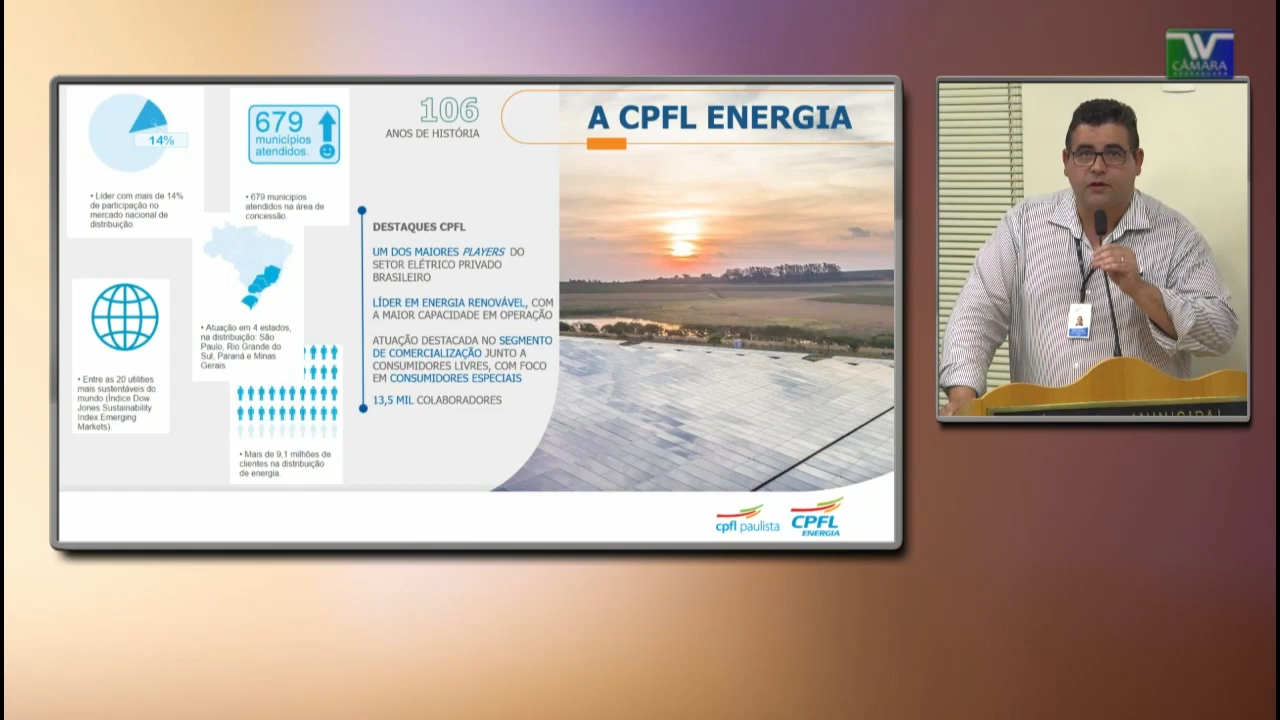 14%
• Líder com mais de 14%
de participação no
mercado nacional de
distribuição.
679
municípios
atendidos.
• 679 municipios
atendidos na área de
concessão.
• Atuação em 4 estados,
na distribuição: São
Paulo, Rio Grande do
Sul, Paraná e Minas
Gerais.
• Entre as 20 utilities
mais sustentáveis do
mundo (Índice Dow
Jones Sustainability
Index Emerging
Markets).
• Mais de 9,1 milhões de
clientes na distribuição
de energia.
106
ANOS DE HISTÓRIA
A CPFL ENERGIA
DESTAQUES CPFL
UM DOS MAIORES PLAYERS DO
SETOR ELÉTRICO PRIVADO
BRASILEIRO
LÍDER EM ENERGIA RENOVÁVEL, COM
A MAIOR CAPACIDADE EM OPERAÇÃO
ATUAÇÃO DESTACADA NO SEGMENTO
DE COMERCIALIZAÇÃO JUNTO A
CONSUMIDORES LIVRES, COM FOCO
EM CONSUMIDORES ESPECIAIS
13,5 MIL COLABORADORES
cpfl paulista
CPFL
ENERGIA
TV
CÂMARA
ARARAQUARA
MUNICIPAL